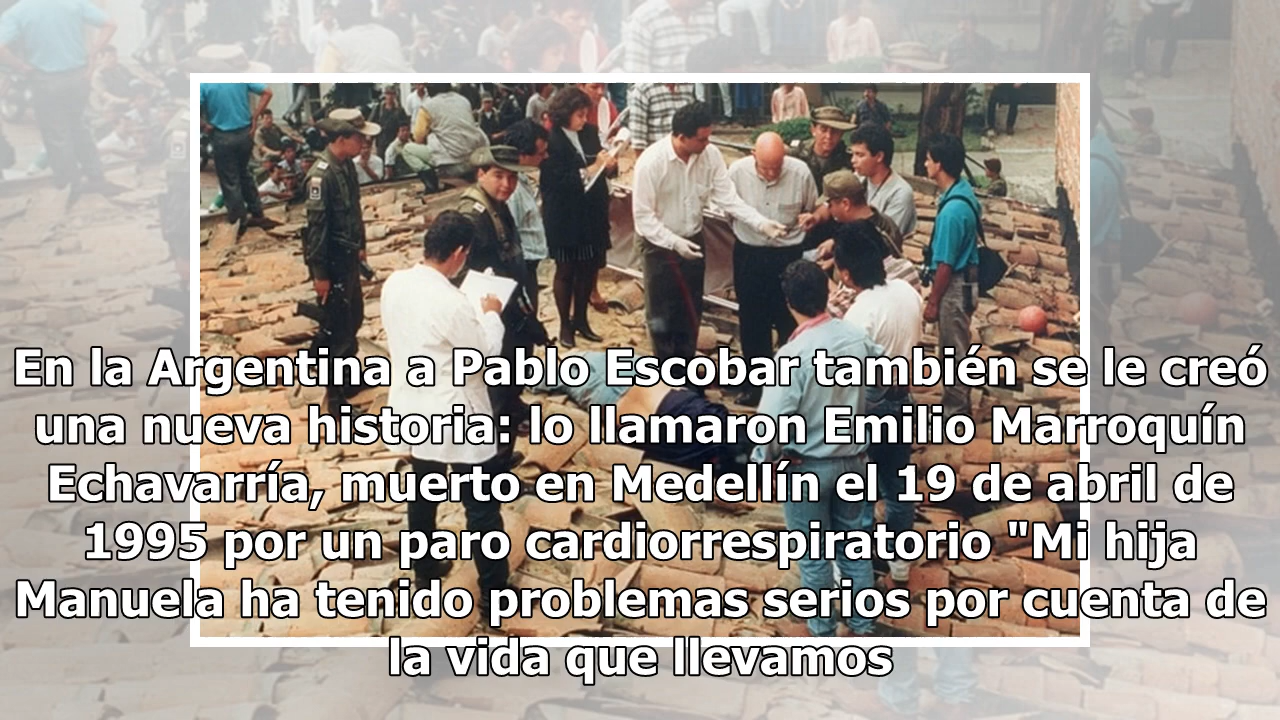 En la Argentina a Pablo Escobar también se le creó
una nueva historia: lo llamaron Emilio Marroquín
Echavarría, muerto en Medellín el 19 de abril de
1995 por un paro cardiorrespiratorio "Mi hija
Manuela ha tenido problemas serios por cuenta de
la vida que llevamos